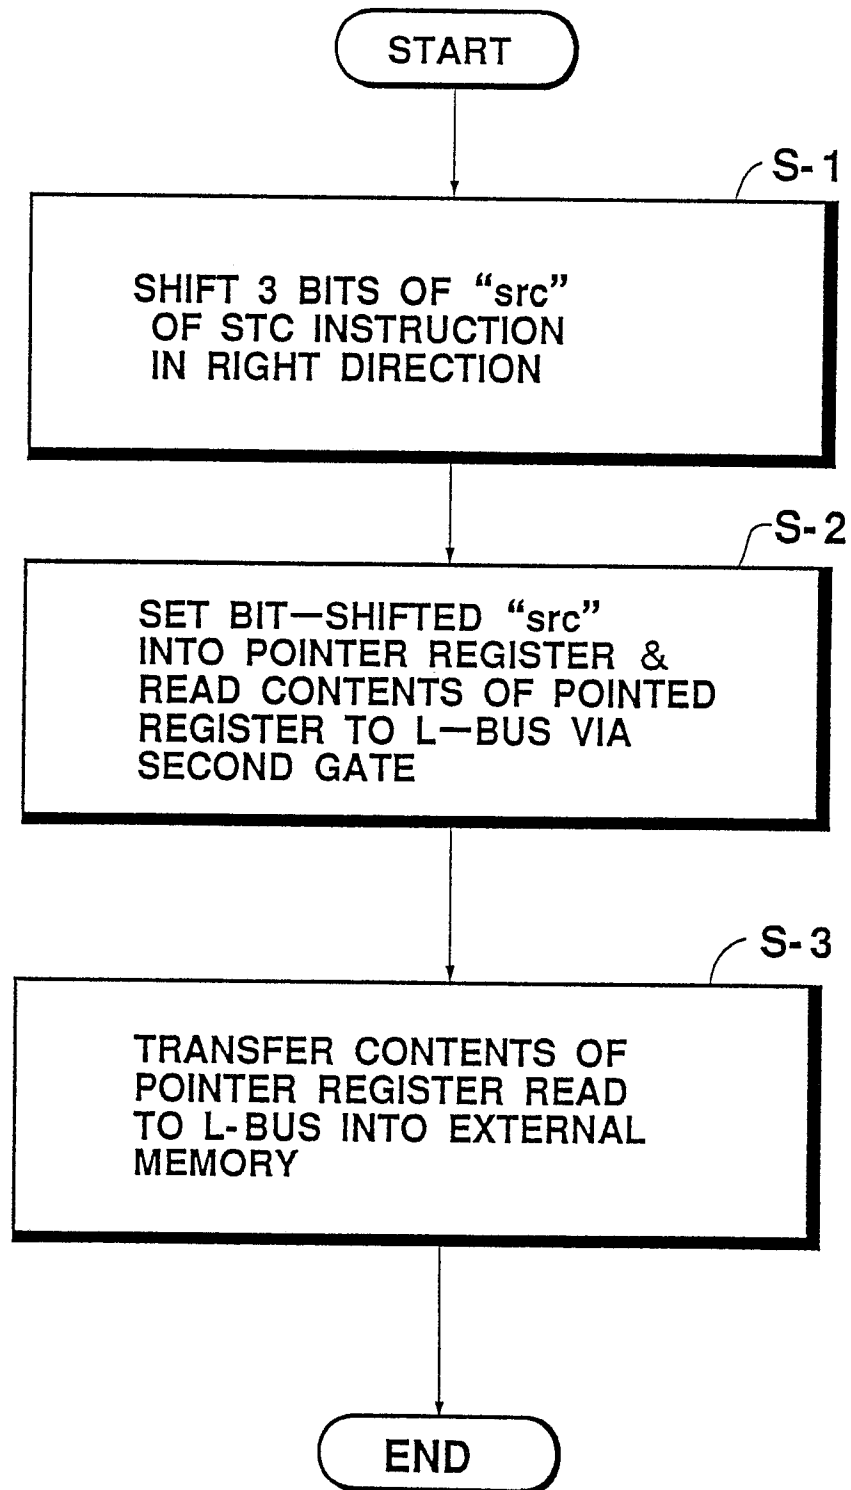 START
S-1
SHIFT 3 BITS OF “src”
OF STC INSTRUCTION
IN RIGHT DIRECTION
S-2
SET BIT—SHIFTED “src”
INTO POINTER REGISTER &
READ CONTENTS OF POINTED
REGISTER TO L—BUS VIA
SECOND GATE
S-3
TRANSFER CONTENTS OF
POINTER REGISTER READ
TO L-BUS INTO EXTERNAL
MEMORY
END